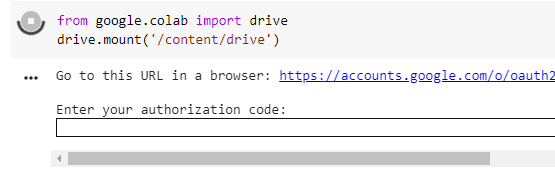 from google.colab import drive
drive.mount('/content/drive')
Go to this URL in a browser: https://accounts.google.com/o/oauth2
Enter your authorization code: